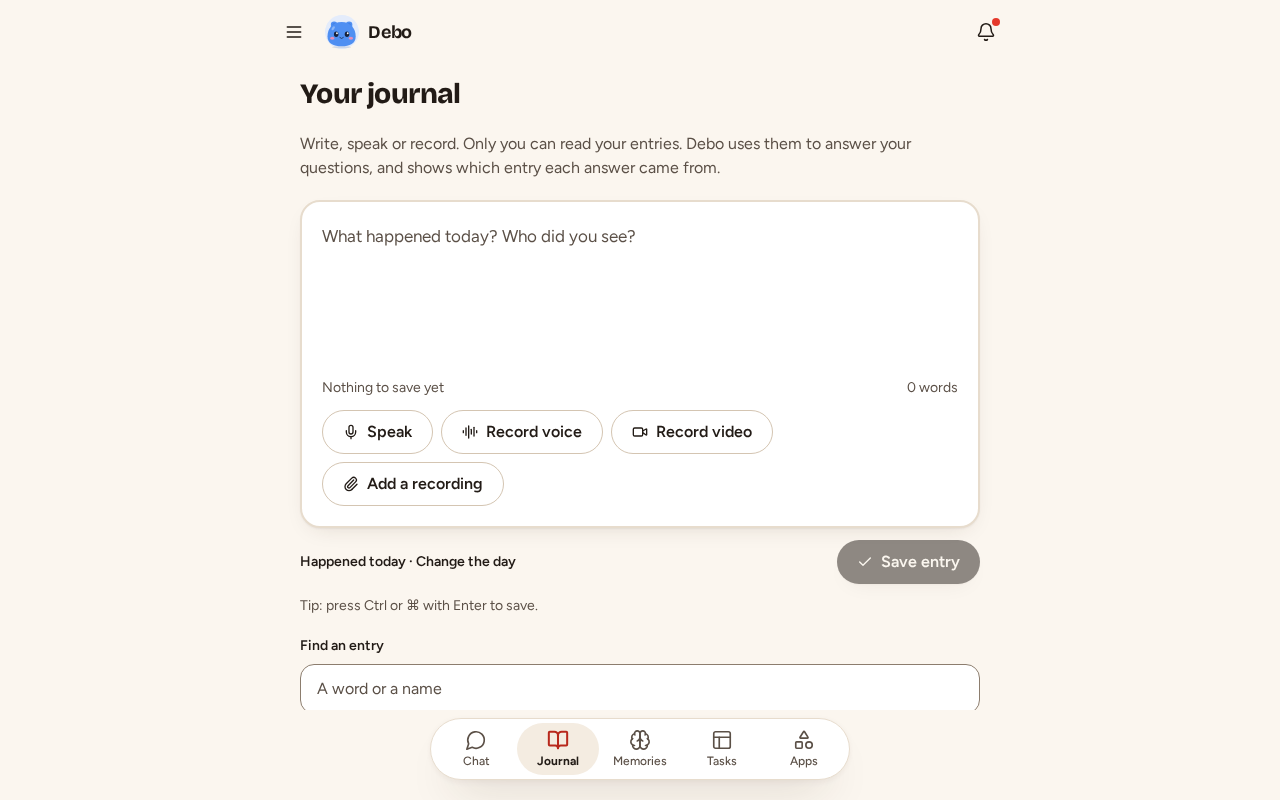 Debo
Your journal
Write, speak or record. Only you can read your entries. Debo uses them to answer your
questions, and shows which entry each answer came from.
What happened today? Who did you see?
Nothing to save yet
0 words
Speak
Record voice
Record video
Add a recording
Happened today · Change the day
Save entry
Tip: press Ctrl or ⌘ with Enter to save.
Find an entry
A word or a name
Chat
Journal
Memories
Tasks
Apps